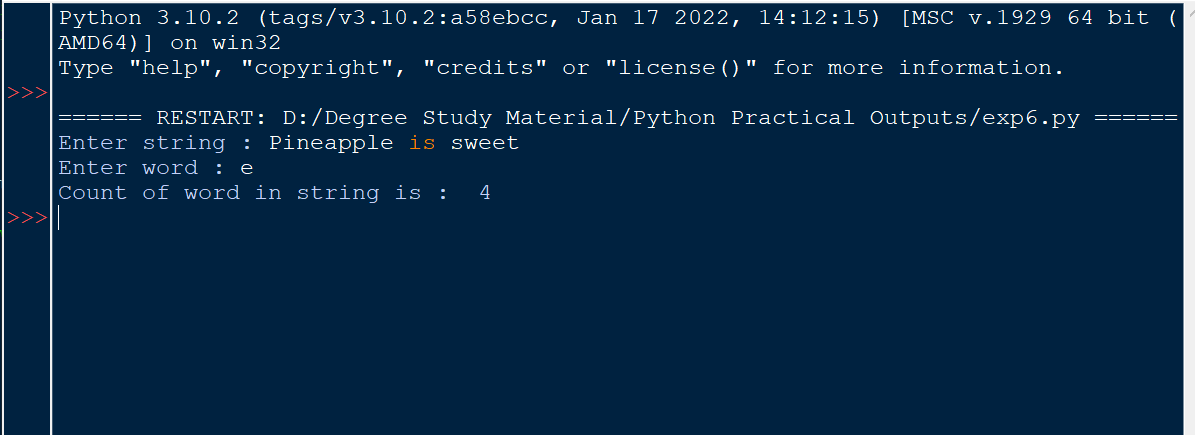 Python 3.10.2 (tags/v3.10.2:a58ebcc, Jan 17 2022, 14:12:15) [MSC v.1929 64 bit (
AMD64)] on win32
Type "help", "copyright", "credits" or "license()" for more information.
>>>
====== RESTART: D:/Degree Study Material/Python Practical Outputs/exp6.py ======
Enter string : Pineapple is sweet
Enter word : e
Count of word in string is :  4
>>>